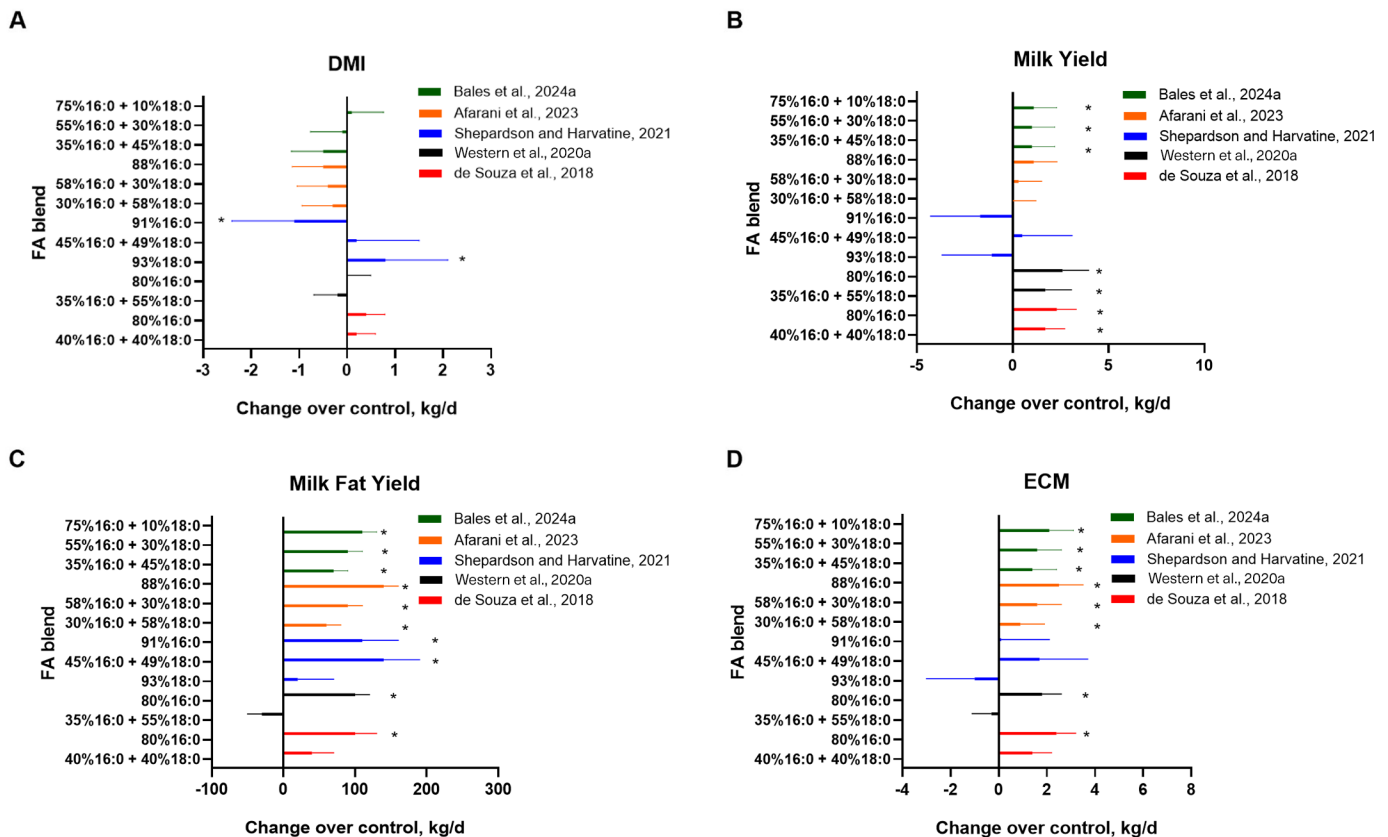 A
DMI
Bales et al., 2024a
Afarani et al., 2023
Shepardson and Harvatine, 2021
Western et al., 2020a
de Souza et al., 2018
FA blend
75%16:0 + 10%18:0
55%16:0 + 30%18:0
35%16:0 + 45%18:0
88%16:0
58%16:0 + 30%18:0
30%16:0 + 58%18:0
91%16:0
45%16:0 + 49%18:0
93%18:0
80%16:0
35%16:0 + 55%18:0
80%16:0
40%16:0 + 40%18:0
*
*
-3 -2 -1 0 1 2 3
Change over control, kg/d
B
Milk Yield
Bales et al., 2024a
Afarani et al., 2023
Shepardson and Harvatine, 2021
Western et al., 2020a
de Souza et al., 2018
FA blend
75%16:0 + 10%18:0
55%16:0 + 30%18:0
35%16:0 + 45%18:0
88%16:0
58%16:0 + 30%18:0
30%16:0 + 58%18:0
91%16:0
45%16:0 + 49%18:0
93%18:0
80%16:0
35%16:0 + 55%18:0
80%16:0
40%16:0 + 40%18:0
*
*
*
*
*
*
*
-5 0 5 10
Change over control, kg/d
C
Milk Fat Yield
Bales et al., 2024a
Afarani et al., 2023
Shepardson and Harvatine, 2021
Western et al., 2020a
de Souza et al., 2018
FA blend
75%16:0 + 10%18:0
55%16:0 + 30%18:0
35%16:0 + 45%18:0
88%16:0
58%16:0 + 30%18:0
30%16:0 + 58%18:0
91%16:0
45%16:0 + 49%18:0
93%18:0
80%16:0
35%16:0 + 55%18:0
80%16:0
40%16:0 + 40%18:0
*
*
*
*
*
*
*
*
*
*
-100 0 100 200 300
Change over control, kg/d
D
ECM
Bales et al., 2024a
Afarani et al., 2023
Shepardson and Harvatine, 2021
Western et al., 2020a
de Souza et al., 2018
FA blend
75%16:0 + 10%18:0
55%16:0 + 30%18:0
35%16:0 + 45%18:0
88%16:0
58%16:0 + 30%18:0
30%16:0 + 58%18:0
91%16:0
45%16:0 + 49%18:0
93%18:0
80%16:0
35%16:0 + 55%18:0
80%16:0
40%16:0 + 40%18:0
*
*
*
*
*
*
*
*
-4 -2 0 2 4 6 8
Change over control, kg/d